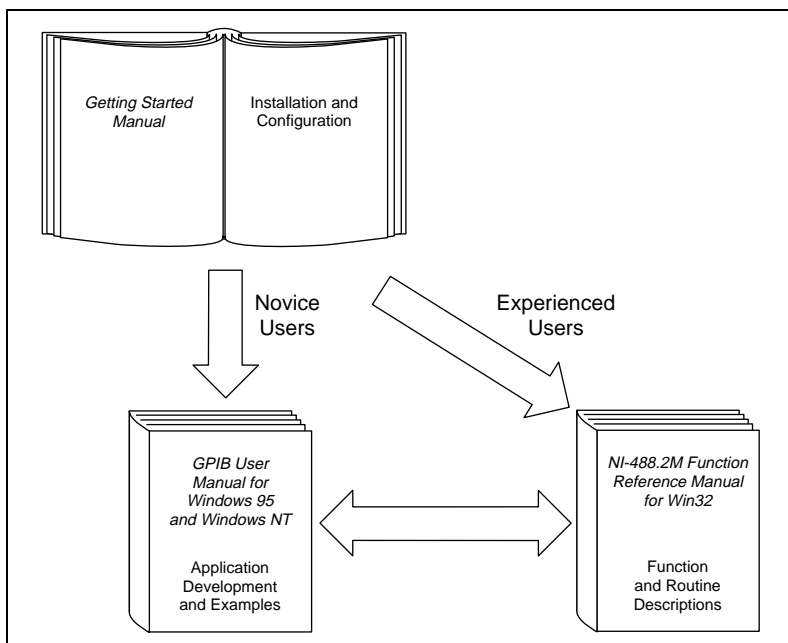 Getting Started
Manual
Installation and
Configuration
Novice
Users
Experienced
Users
GPIB User
Manual for
Windows 95
and Windows NT
Application
Development
and Examples
NI-488.2M Function
Reference Manual
for Win32
Function
and Routine
Descriptions